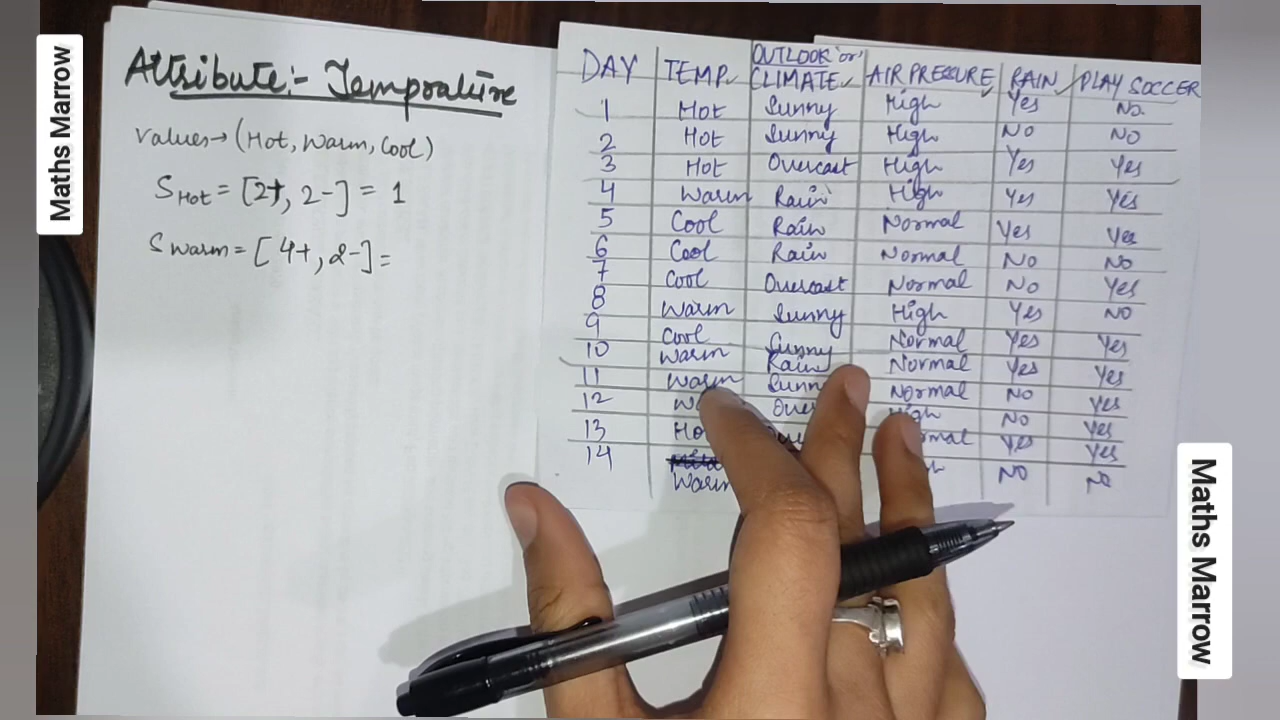 Maths Marrow
Attribute:- Temprature
Values→ (Hot, Warm, Cool)
S Hot = [2+, 2-] = 1
S Warm = [4+, 2-] =
DAY TEMP OUTLOOK 'or' CLIMATE AIR PRESSURE RAIN PLAY SOCCER
1 Hot Sunny High Yes No
2 Hot Sunny High NO NO
3 Hot Overcast High Yes Yes
4 Warm Rain High Yes Yes
5 Cool Rain Normal Yes Yes
6 Cool Rain Normal NO NO
7 Cool Overcast Normal NO Yes
8 Warm Sunny High Yes NO
9 Cool Sunny Normal Yes Yes
10 Warm Rain Normal Yes Yes
11 Warm Normal NO Yes
12 NO Yes
13 Yes Yes
14 Warm NO NO
Maths Marrow